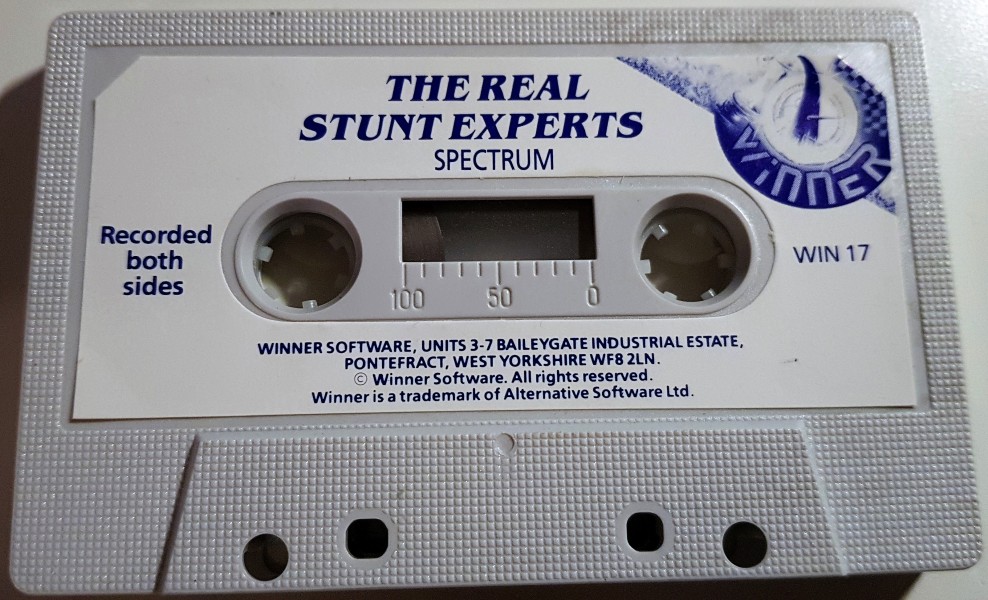 THE REAL
STUNT EXPERTS
SPECTRUM
WINNER
Recorded
both
sides
100 50 0
WIN 17
WINNER SOFTWARE, UNITS 3-7 BAILEYGATE INDUSTRIAL ESTATE,
PONTEFRACT, WEST YORKSHIRE WF8 2LN.
© Winner Software. All rights reserved.
Winner is a trademark of Alternative Software Ltd.